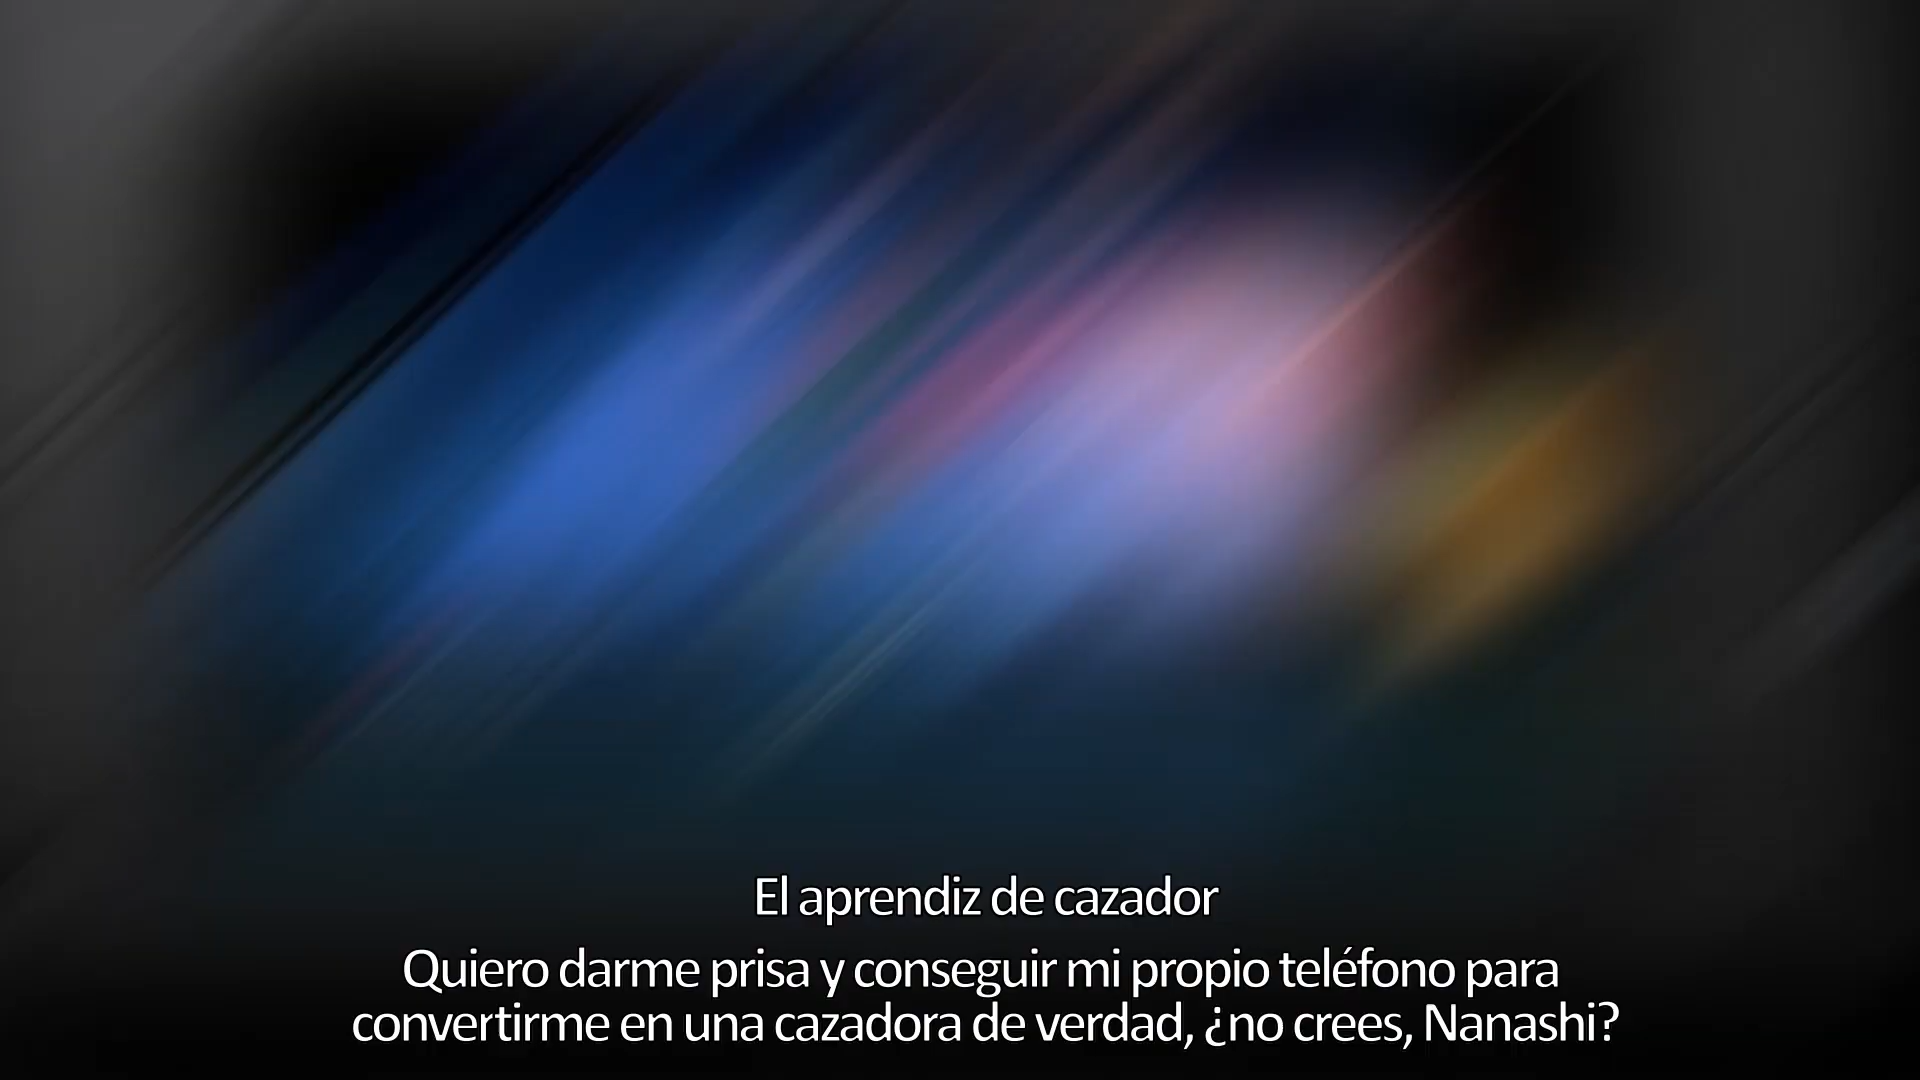 El aprendiz de cazador
Quiero darme prisa y conseguir mi propio teléfono para
convertirme en una cazadora de verdad, ¿no crees, Nanashi?